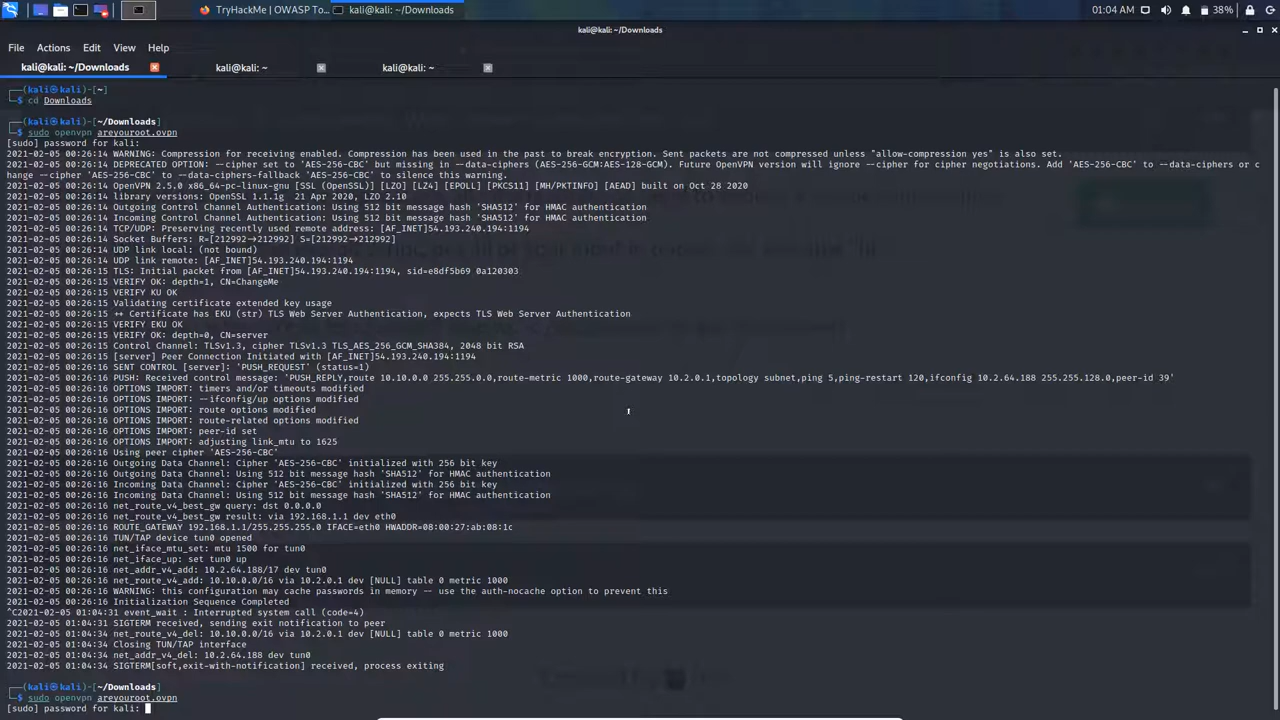 TryHackMe | OWASP To...
kali@kali: ~/Downloads
01:04 AM
38%
kali@kali: ~/Downloads
File Actions Edit View Help
kali@kali: ~/Downloads
kali@kali: ~
kali@kali: ~
┌──(kali㉿kali)-[~]
└─$ cd Downloads
┌──(kali㉿kali)-[~/Downloads]
└─$ sudo openvpn areyouroot.ovpn
[sudo] password for kali:
2021-02-05 00:26:14 WARNING: Compression for receiving enabled. Compression has been used in the past to break encryption. Sent packets are not compressed unless "allow-compression yes" is also set.
2021-02-05 00:26:14 DEPRECATED OPTION: --cipher set to 'AES-256-CBC' but missing in --data-ciphers (AES-256-GCM:AES-128-GCM). Future OpenVPN version will ignore --cipher for cipher negotiations. Add 'AES-256-CBC' to --data-ciphers or c
hange --cipher 'AES-256-CBC' to --data-ciphers-fallback 'AES-256-CBC' to silence this warning.
2021-02-05 00:26:14 OpenVPN 2.5.0 x86_64-pc-linux-gnu [SSL (OpenSSL)] [LZO] [LZ4] [EPOLL] [PKCS11] [MH/PKTINFO] [AEAD] built on Oct 28 2020
2021-02-05 00:26:14 library versions: OpenSSL 1.1.1g  21 Apr 2020, LZO 2.10
2021-02-05 00:26:14 Outgoing Control Channel Authentication: Using 512 bit message hash 'SHA512' for HMAC authentication
2021-02-05 00:26:14 Incoming Control Channel Authentication: Using 512 bit message hash 'SHA512' for HMAC authentication
2021-02-05 00:26:14 TCP/UDP: Preserving recently used remote address: [AF_INET]54.193.240.194:1194
2021-02-05 00:26:14 Socket Buffers: R=[212992→212992] S=[212992→212992]
2021-02-05 00:26:14 UDP link local: (not bound)
2021-02-05 00:26:14 UDP link remote: [AF_INET]54.193.240.194:1194
2021-02-05 00:26:15 TLS: Initial packet from [AF_INET]54.193.240.194:1194, sid=e8df5b69 0a120303
2021-02-05 00:26:15 VERIFY OK: depth=1, CN=ChangeMe
2021-02-05 00:26:15 VERIFY KU OK
2021-02-05 00:26:15 Validating certificate extended key usage
2021-02-05 00:26:15 ++ Certificate has EKU (str) TLS Web Server Authentication, expects TLS Web Server Authentication
2021-02-05 00:26:15 VERIFY EKU OK
2021-02-05 00:26:15 VERIFY OK: depth=0, CN=server
2021-02-05 00:26:15 Control Channel: TLSv1.3, cipher TLSv1.3 TLS_AES_256_GCM_SHA384, 2048 bit RSA
2021-02-05 00:26:15 [server] Peer Connection Initiated with [AF_INET]54.193.240.194:1194
2021-02-05 00:26:16 SENT CONTROL [server]: 'PUSH_REQUEST' (status=1)
2021-02-05 00:26:16 PUSH: Received control message: 'PUSH_REPLY,route 10.10.0.0 255.255.0.0,route-metric 1000,route-gateway 10.2.0.1,topology subnet,ping 5,ping-restart 120,ifconfig 10.2.64.188 255.255.128.0,peer-id 39'
2021-02-05 00:26:16 OPTIONS IMPORT: timers and/or timeouts modified
2021-02-05 00:26:16 OPTIONS IMPORT: --ifconfig/up options modified
2021-02-05 00:26:16 OPTIONS IMPORT: route options modified
2021-02-05 00:26:16 OPTIONS IMPORT: route-related options modified
2021-02-05 00:26:16 OPTIONS IMPORT: peer-id set
2021-02-05 00:26:16 OPTIONS IMPORT: adjusting link_mtu to 1625
2021-02-05 00:26:16 Using peer cipher 'AES-256-CBC'
2021-02-05 00:26:16 Outgoing Data Channel: Cipher 'AES-256-CBC' initialized with 256 bit key
2021-02-05 00:26:16 Outgoing Data Channel: Using 512 bit message hash 'SHA512' for HMAC authentication
2021-02-05 00:26:16 Incoming Data Channel: Cipher 'AES-256-CBC' initialized with 256 bit key
2021-02-05 00:26:16 Incoming Data Channel: Using 512 bit message hash 'SHA512' for HMAC authentication
2021-02-05 00:26:16 net_route_v4_best_gw query: dst 0.0.0.0
2021-02-05 00:26:16 net_route_v4_best_gw result: via 192.168.1.1 dev eth0
2021-02-05 00:26:16 ROUTE_GATEWAY 192.168.1.1/255.255.255.0 IFACE=eth0 HWADDR=08:00:27:ab:08:1c
2021-02-05 00:26:16 TUN/TAP device tun0 opened
2021-02-05 00:26:16 net_iface_mtu_set: mtu 1500 for tun0
2021-02-05 00:26:16 net_iface_up: set tun0 up
2021-02-05 00:26:16 net_addr_v4_add: 10.2.64.188/17 dev tun0
2021-02-05 00:26:16 net_route_v4_add: 10.10.0.0/16 via 10.2.0.1 dev [NULL] table 0 metric 1000
2021-02-05 00:26:16 WARNING: this configuration may cache passwords in memory -- use the auth-nocache option to prevent this
2021-02-05 00:26:16 Initialization Sequence Completed
^C2021-02-05 01:04:31 event_wait : Interrupted system call (code=4)
2021-02-05 01:04:31 SIGTERM received, sending exit notification to peer
2021-02-05 01:04:34 net_route_v4_del: 10.10.0.0/16 via 10.2.0.1 dev [NULL] table 0 metric 1000
2021-02-05 01:04:34 Closing TUN/TAP interface
2021-02-05 01:04:34 net_addr_v4_del: 10.2.64.188 dev tun0
2021-02-05 01:04:34 SIGTERM[soft,exit-with-notification] received, process exiting
┌──(kali㉿kali)-[~/Downloads]
└─$ sudo openvpn areyouroot.ovpn
[sudo] password for kali: